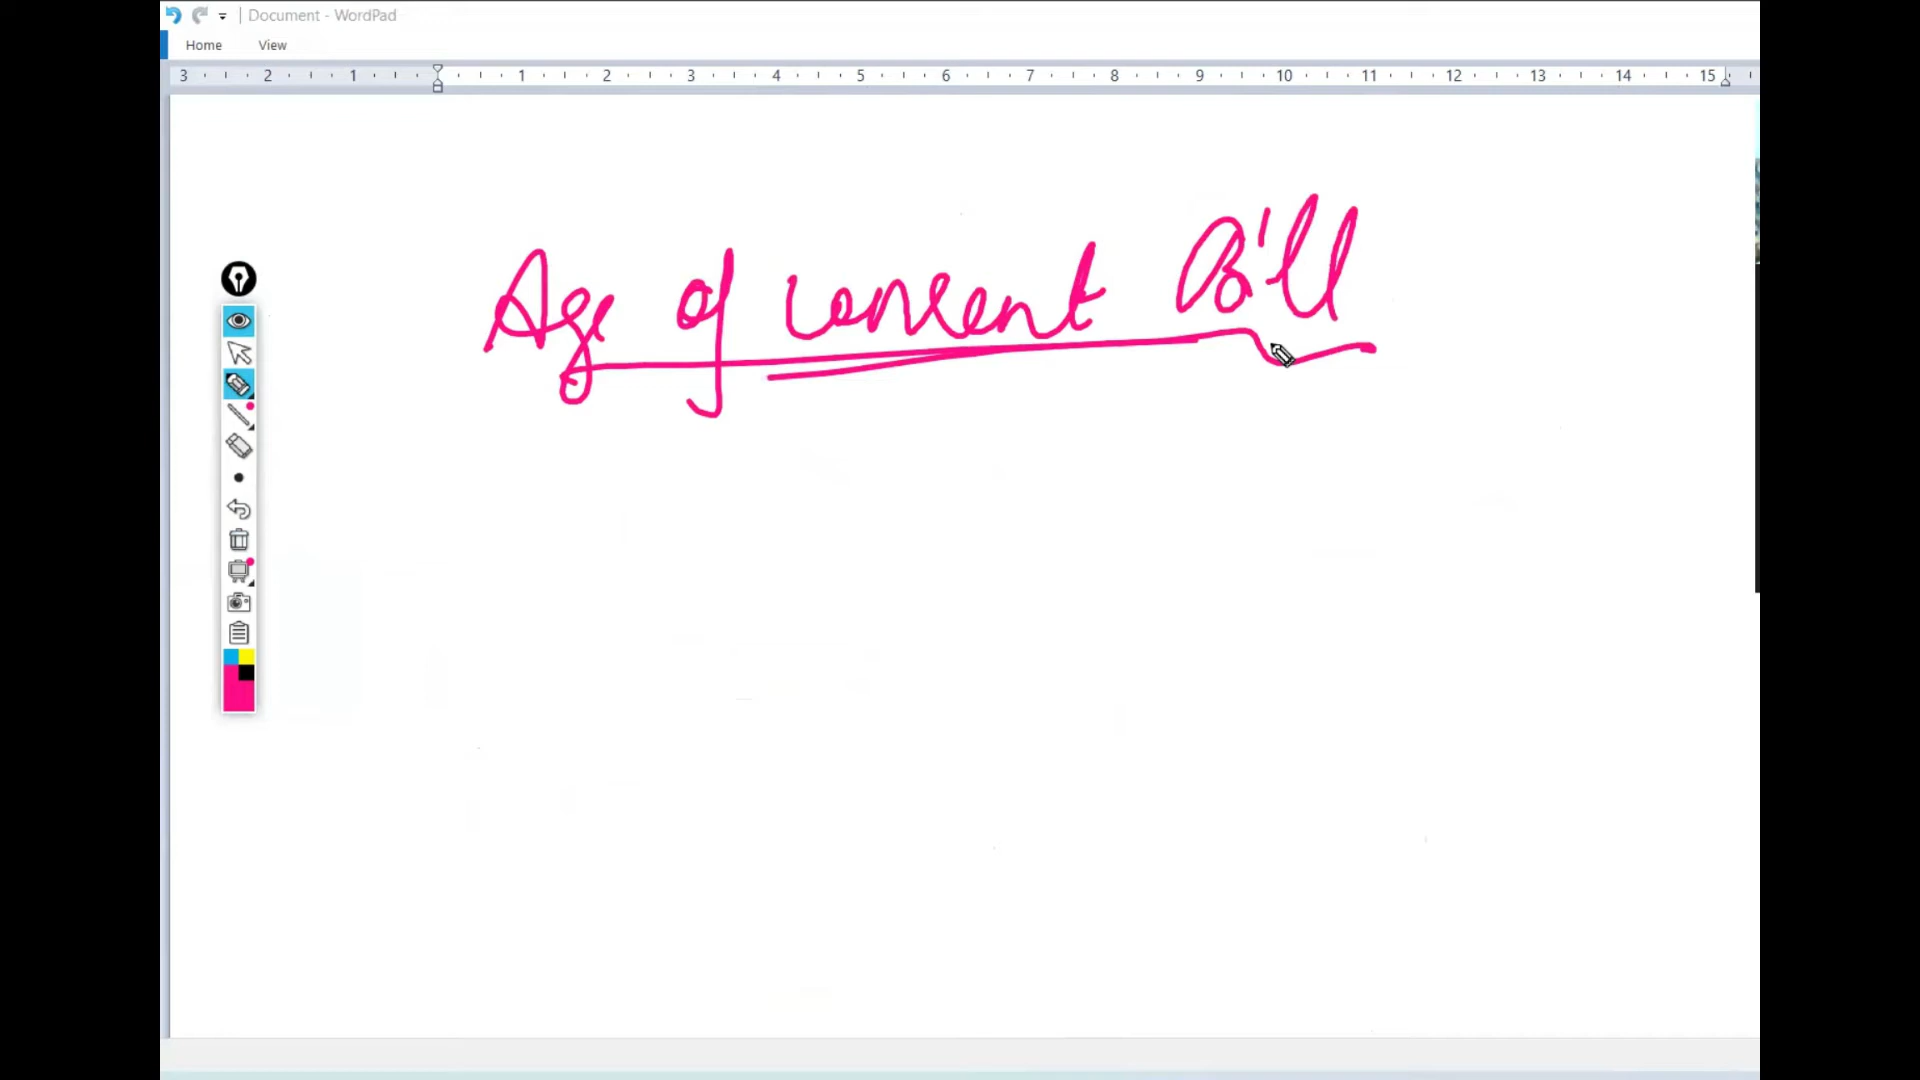 Document - WordPad
Home View
3 2 1 1 2 3 4 5 6 7 8 9 10 11 12 13 14 15
Age of consent Bill